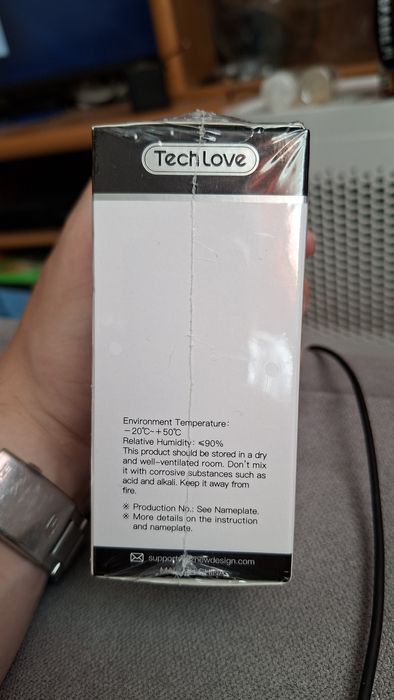 TechLove
Environment Temperature:
-20℃~+50℃
Relative Humidity: ≤90%
This product should be stored in a dry
and well-ventilated room. Don't mix
it with corrosive substances such as
acid and alkali. Keep it away from
fire.
※ Production No.: See Nameplate.
※ More details on the instruction
and nameplate.